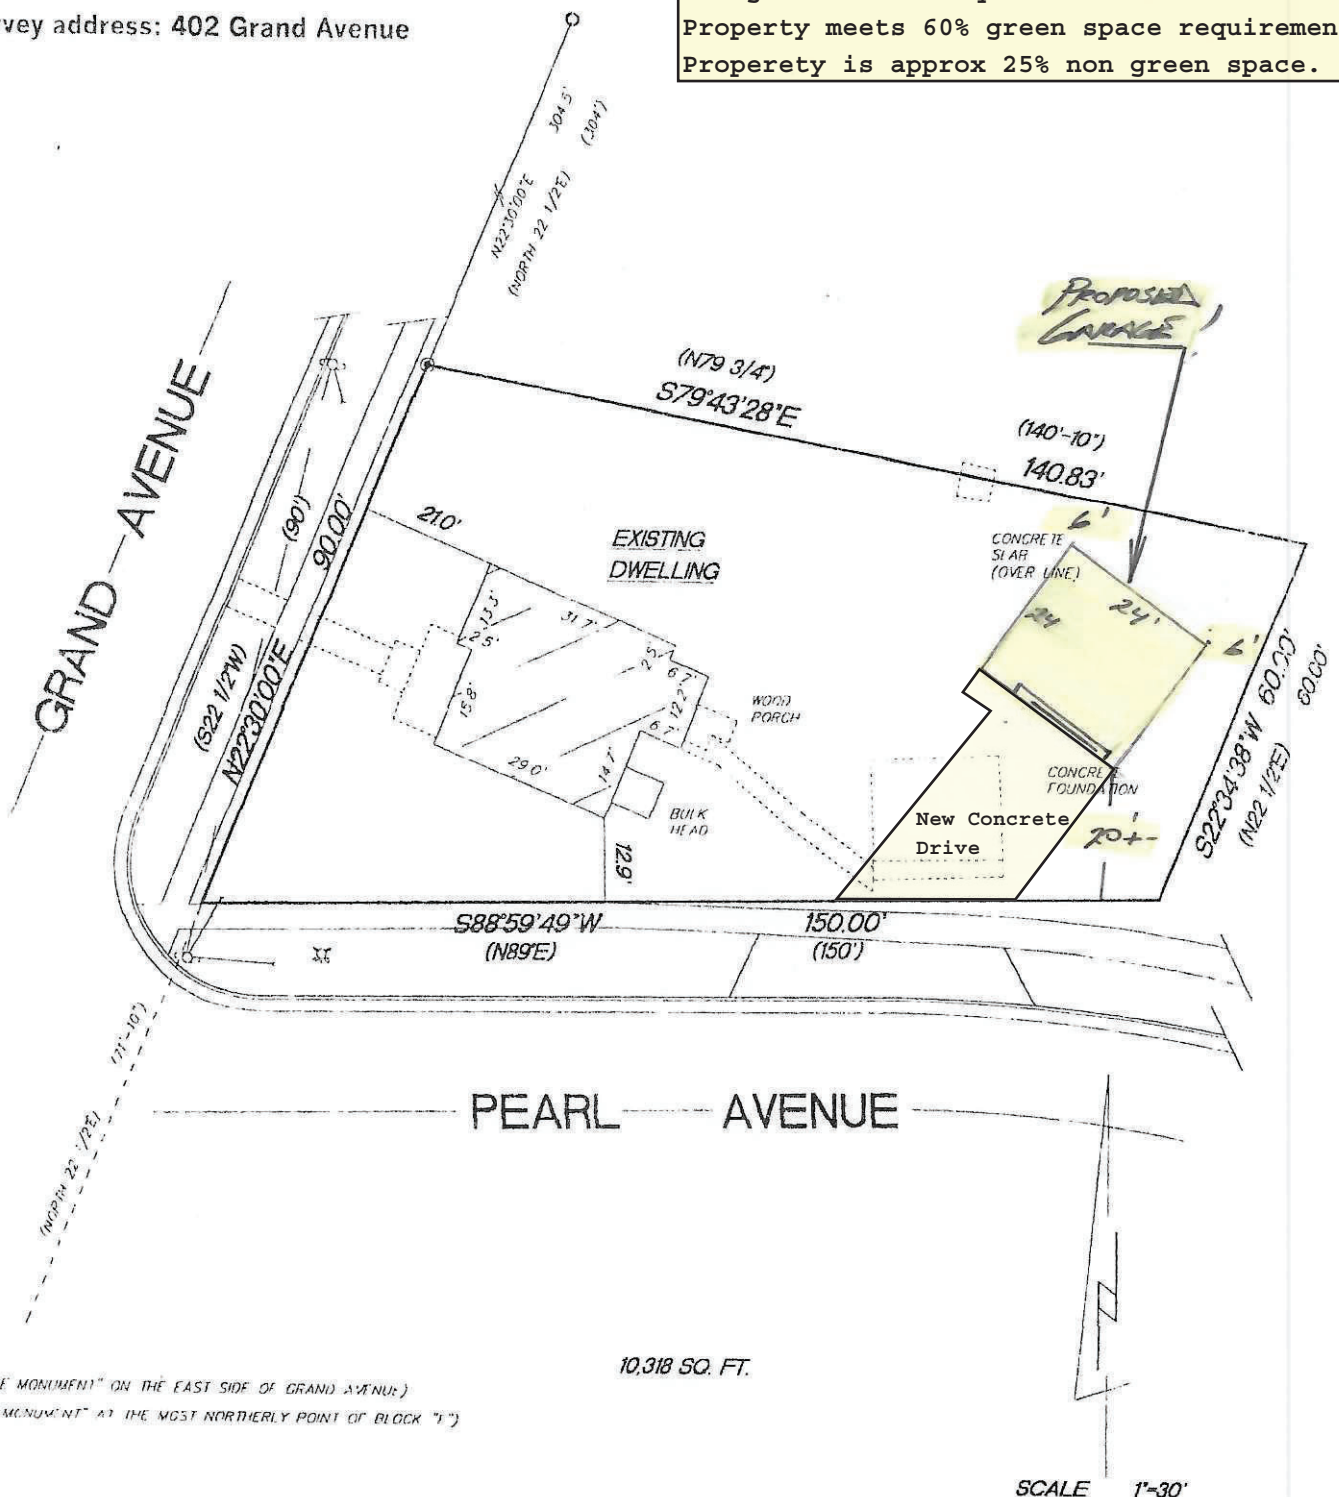 vey address: 402 Grand Avenue
Property meets 60% green space requiremen
Properety is approx 25% non green space.
304.5'
(304')
N22°30'00"E
(NORTH 22 1/2E)
PROPOSED
GARAGE
(N79 3/4')
S79°43'28"E
(140'-10")
140.83'
GRAND AVENUE
(90')
90.00'
21.0'
EXISTING
DWELLING
6'
CONCRETE
SLAB
(OVER LINE)
24
24'
6'
13.3'
2.5'
31.7'
2.5'
6.7'
12.2'
6.7'
15.8'
29.0'
14.7'
WOOD
PORCH
(S22 1/2"W)
N22°30'00"E
S22°34'38"W 60.00'
(N22 1/2"E)
60.00'
CONCRETE
FOUNDATION
BULK
HEAD
New Concrete
Drive
20'+-
12.9'
S88°59'49"W
150.00'
(N89°E)
(150')
(71'-10")
(NORTH 22 1/2E)
PEARL AVENUE
10,318 SQ. FT.
E MONUMENT" ON THE EAST SIDE OF GRAND AVENUE)
MONUMENT" AT THE MOST NORTHERLY POINT OF BLOCK "F")
SCALE 1"=30'